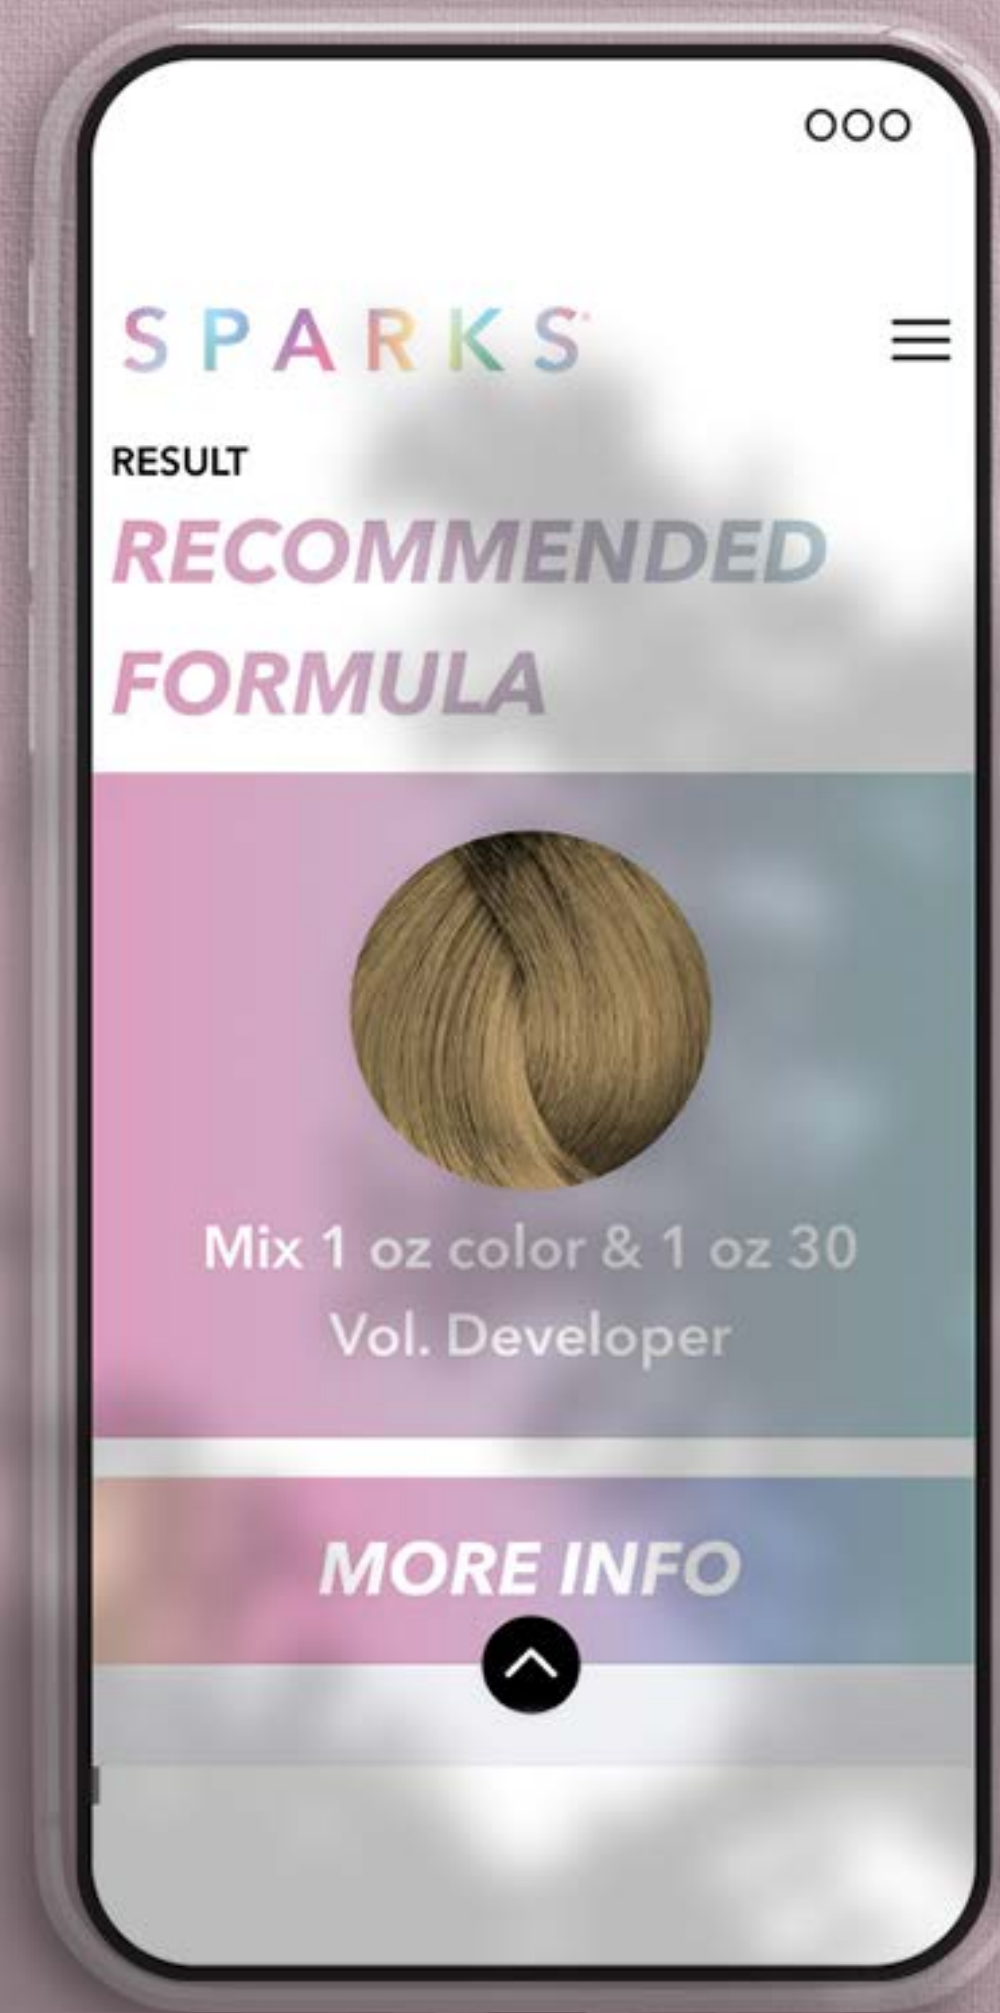 SPARKS
RESULT
RECOMMENDED
FORMULA
Mix 1 oz color & 1 oz 30
Vol. Developer
MORE INFO